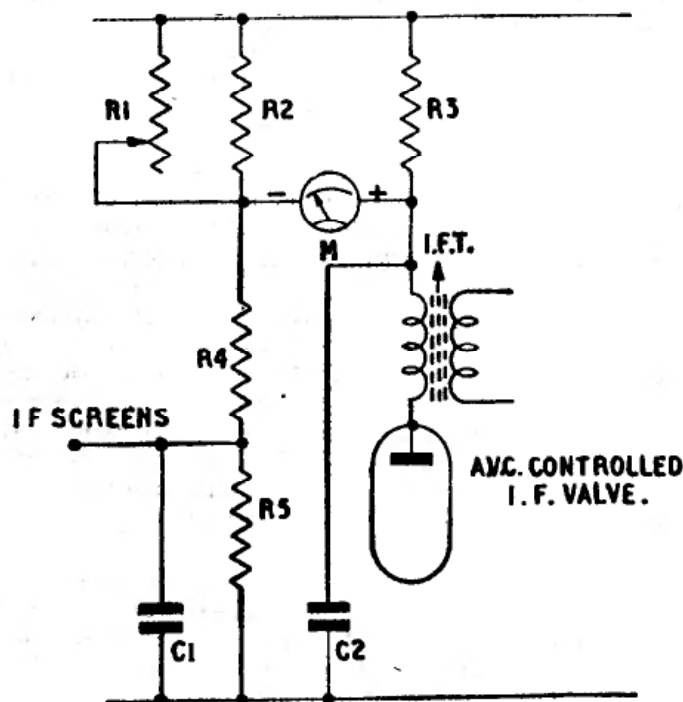 R1
R2
R3
-
+
M
I.F.T.
R4
I F SCREENS
A.V.C. CONTROLLED
I. F. VALVE.
R5
C1
C2